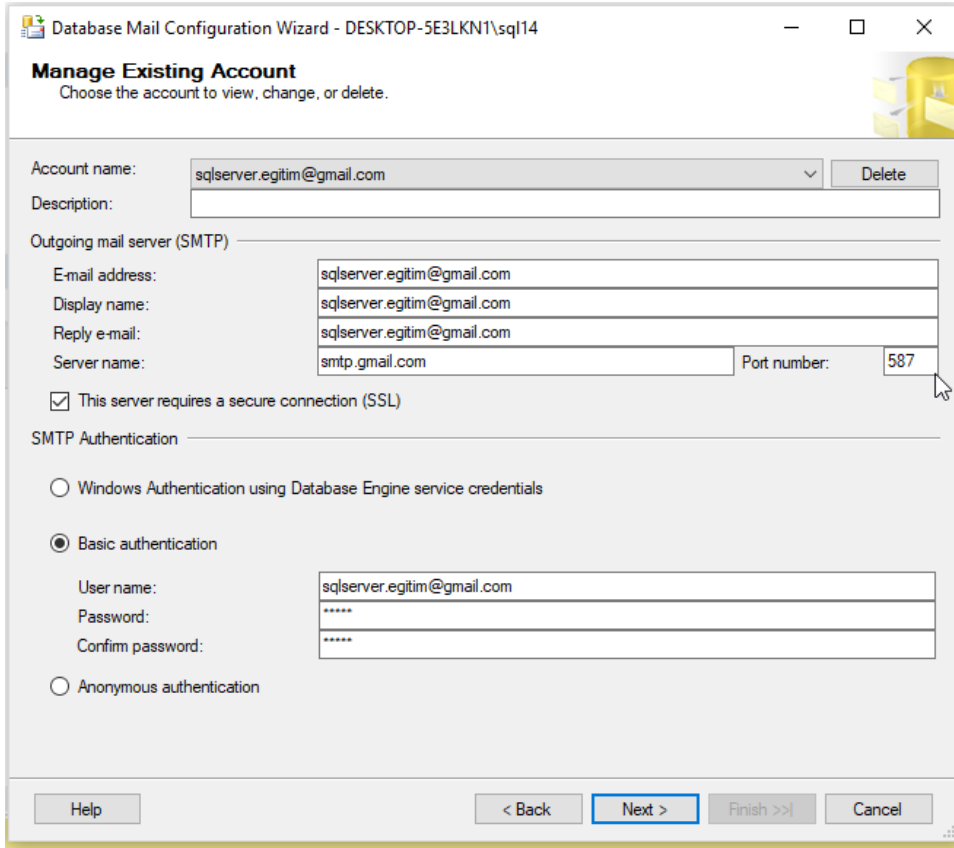 Database Mail Configuration Wizard - DESKTOP-5E3LKN1\sql14
Manage Existing Account
Choose the account to view, change, or delete.
Account name: sqlserver.egitim@gmail.com Delete
Description:
Outgoing mail server (SMTP)
E-mail address: sqlserver.egitim@gmail.com
Display name: sqlserver.egitim@gmail.com
Reply e-mail: sqlserver.egitim@gmail.com
Server name: smtp.gmail.com Port number: 587
This server requires a secure connection (SSL)
SMTP Authentication
Windows Authentication using Database Engine service credentials
Basic authentication
User name: sqlserver.egitim@gmail.com
Password: *****
Confirm password: *****
Anonymous authentication
Help < Back Next > Finish >>| Cancel